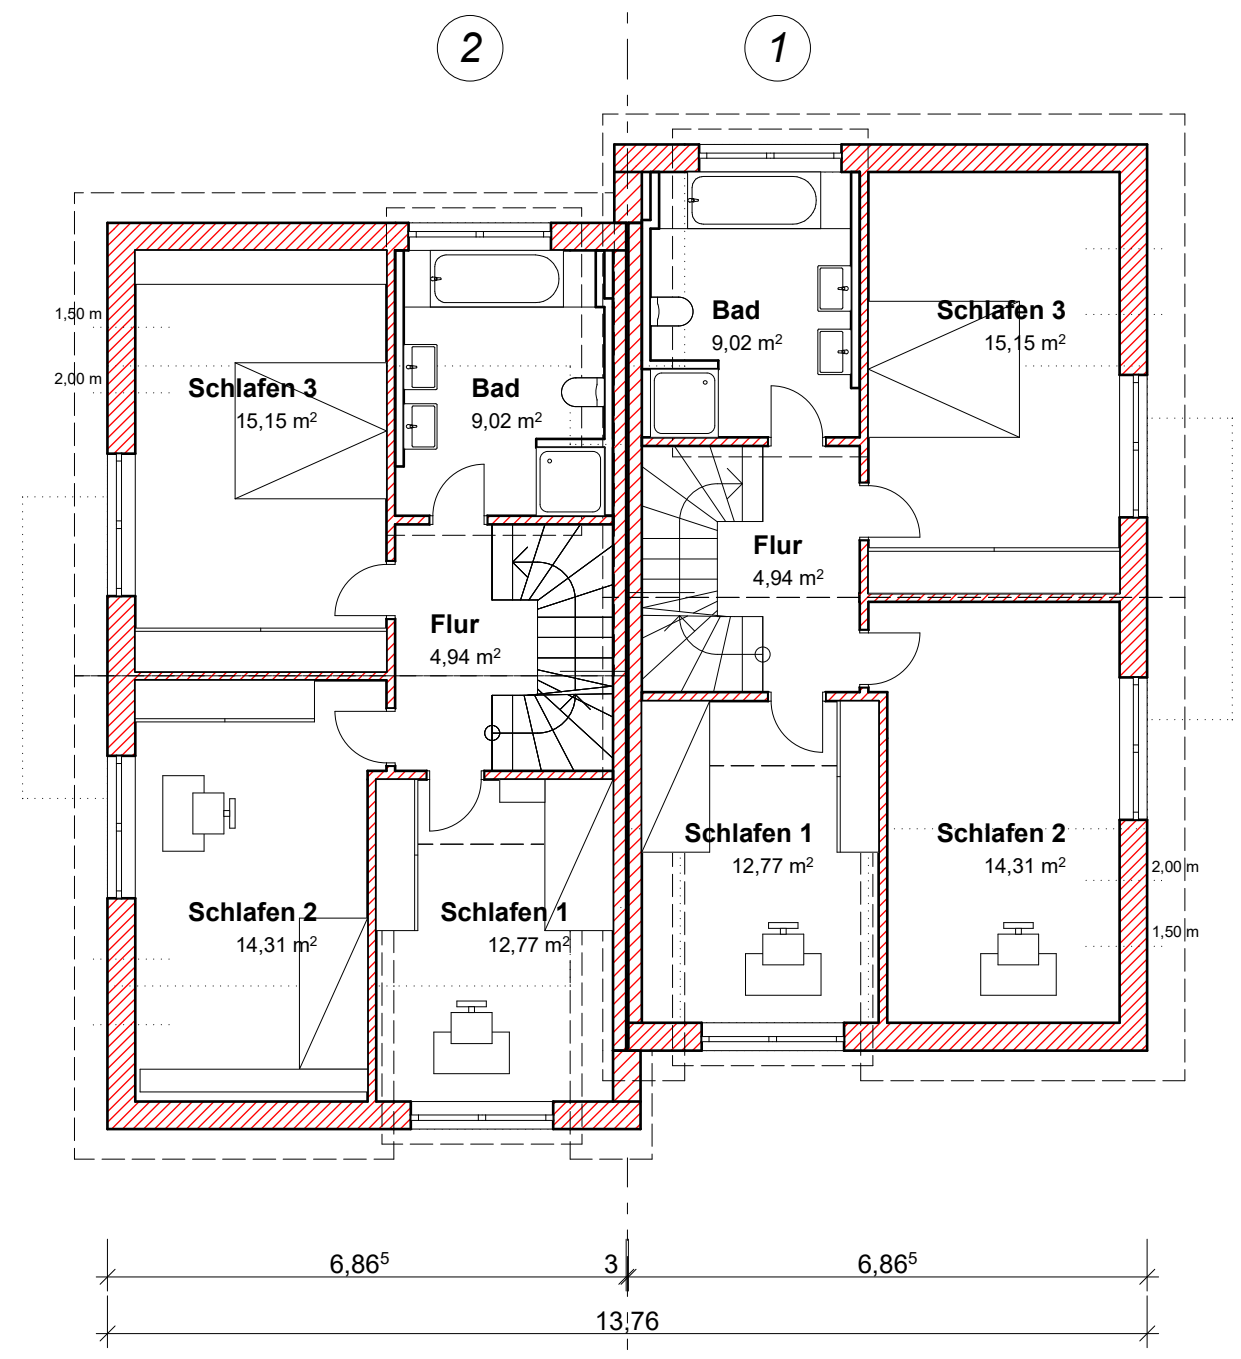 2
1
1,50 m
2,00 m
Schlafen 3
15,15 m²
Bad
9,02 m²
Bad
9,02 m²
Schlafen 3
15,15 m²
Flur
4,94 m²
Flur
4,94 m²
Schlafen 2
14,31 m²
Schlafen 1
12,77 m²
Schlafen 1
12,77 m²
Schlafen 2
14,31 m²
2,00 m
1,50 m
6,86⁵
3
6,86⁵
13,76